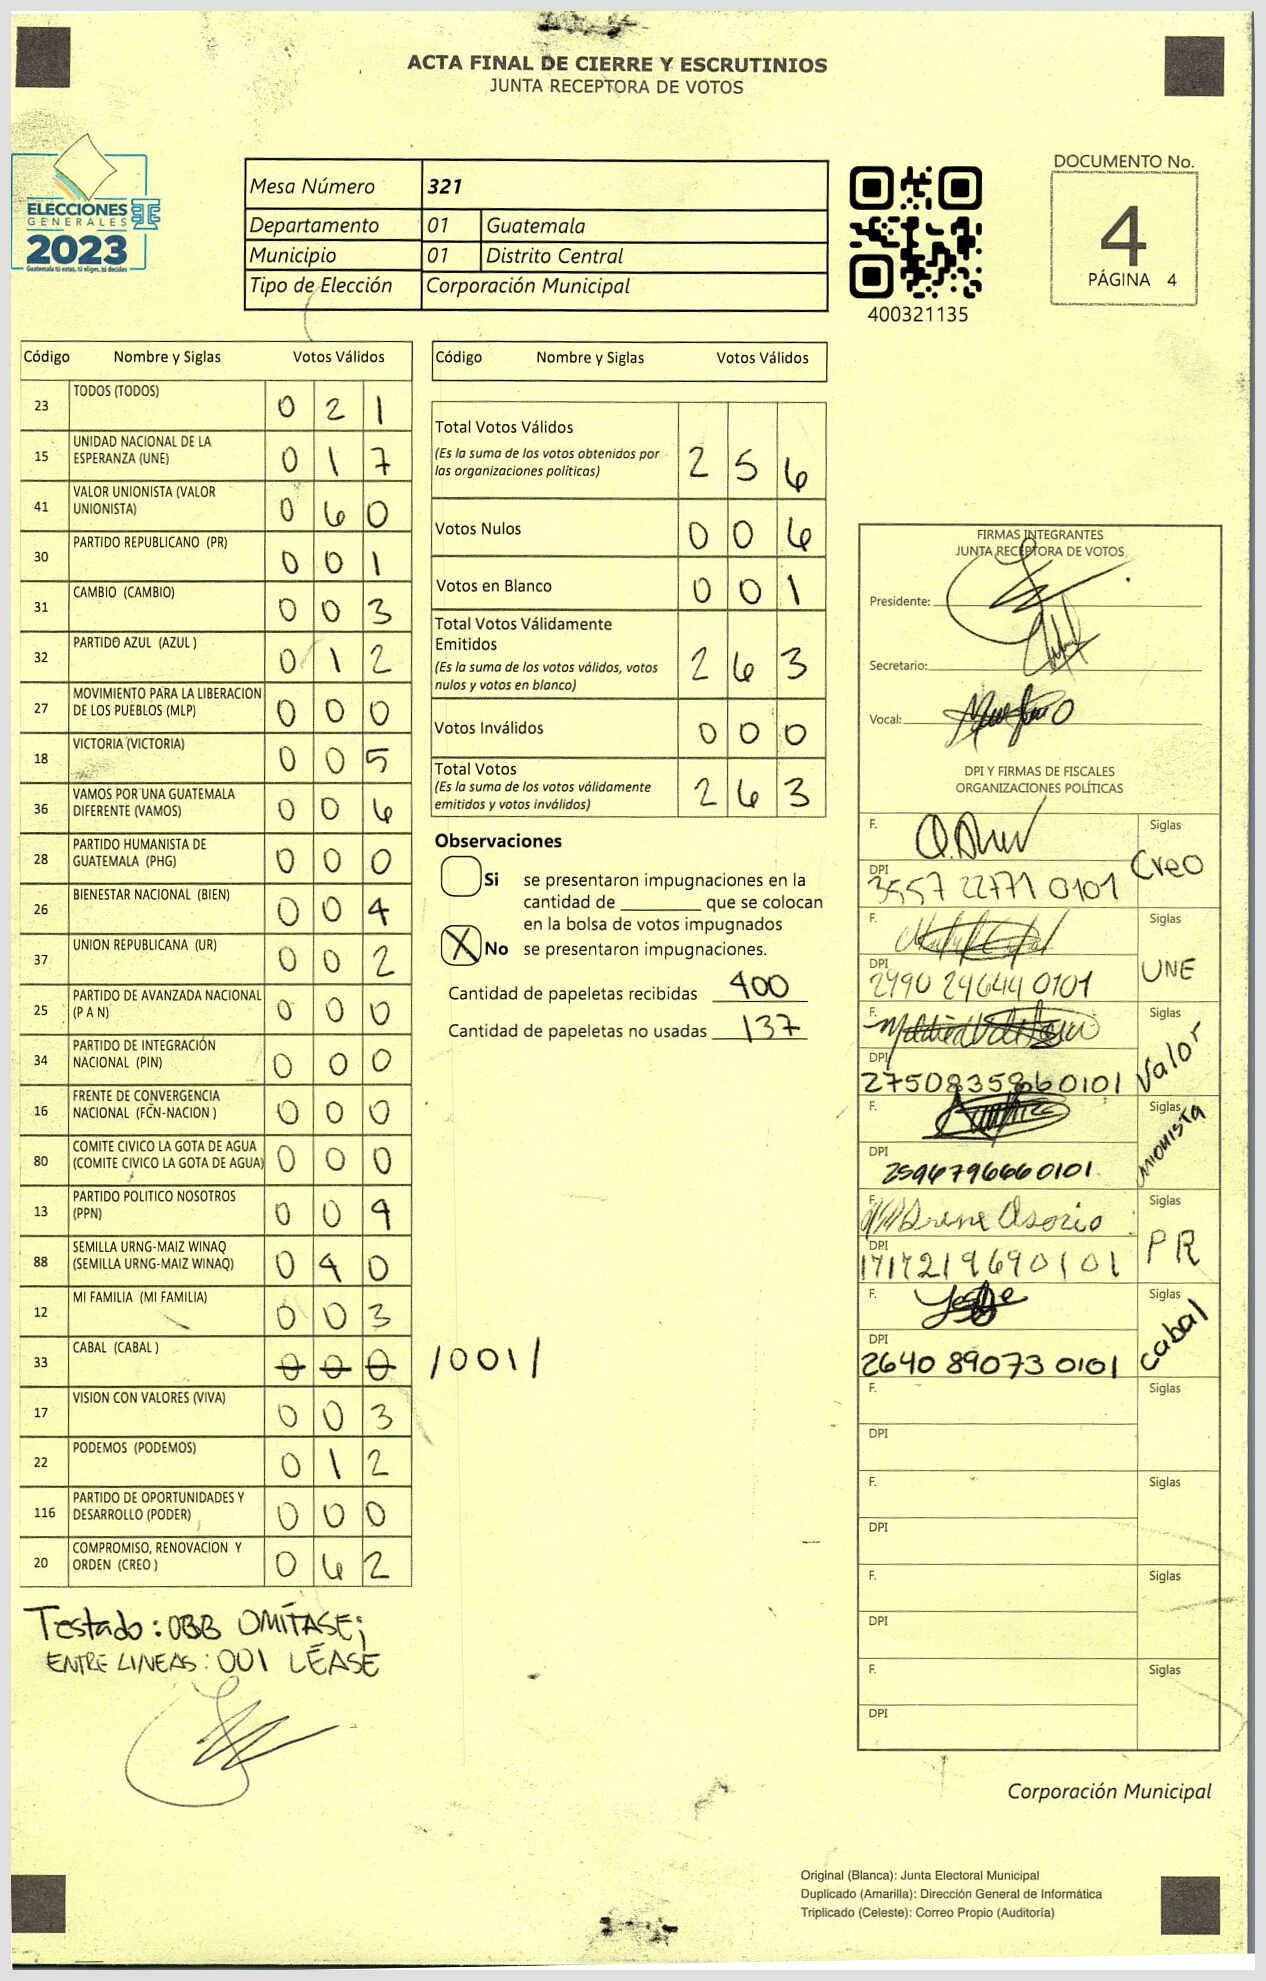 ACTA FINAL DE CIERRE Y ESCRUTINIOS
JUNTA RECEPTORA DE VOTOS
ELECCIONES
GENERALES
2023
Guatemala tú votas, tú eliges, tú decides
Mesa Número 321
Departamento 01 Guatemala
Municipio 01 Distrito Central
Tipo de Elección Corporación Municipal
400321135
DOCUMENTO No.
4
PÁGINA 4
Código Nombre y Siglas Votos Válidos
23 TODOS (TODOS) 0 2 1
15 UNIDAD NACIONAL DE LA ESPERANZA (UNE) 0 1 7
41 VALOR UNIONISTA (VALOR UNIONISTA) 0 6 0
30 PARTIDO REPUBLICANO (PR) 0 0 1
31 CAMBIO (CAMBIO) 0 0 3
32 PARTIDO AZUL (AZUL ) 0 1 2
27 MOVIMIENTO PARA LA LIBERACION DE LOS PUEBLOS (MLP) 0 0 0
18 VICTORIA (VICTORIA) 0 0 5
36 VAMOS POR UNA GUATEMALA DIFERENTE (VAMOS) 0 0 6
28 PARTIDO HUMANISTA DE GUATEMALA (PHG) 0 0 0
26 BIENESTAR NACIONAL (BIEN) 0 0 4
37 UNION REPUBLICANA (UR) 0 0 2
25 PARTIDO DE AVANZADA NACIONAL (P A N) 0 0 0
34 PARTIDO DE INTEGRACIÓN NACIONAL (PIN) 0 0 0
16 FRENTE DE CONVERGENCIA NACIONAL (FCN-NACION ) 0 0 0
80 COMITE CIVICO LA GOTA DE AGUA (COMITE CIVICO LA GOTA DE AGUA) 0 0 0
13 PARTIDO POLITICO NOSOTROS (PPN) 0 0 4
88 SEMILLA URNG-MAIZ WINAQ (SEMILLA URNG-MAIZ WINAQ) 0 4 0
12 MI FAMILIA (MI FAMILIA) 0 0 3
33 CABAL (CABAL ) 0 0 0 /001/
17 VISION CON VALORES (VIVA) 0 0 3
22 PODEMOS (PODEMOS) 0 1 2
116 PARTIDO DE OPORTUNIDADES Y DESARROLLO (PODER) 0 0 0
20 COMPROMISO, RENOVACION Y ORDEN (CREO ) 0 6 2
Testado: 000 OMÍTASE;
ENTRE LINEAS: 001 LÉASE
Código Nombre y Siglas Votos Válidos
Total Votos Válidos 2 5 6
(Es la suma de los votos obtenidos por
las organizaciones políticas)
Votos Nulos 0 0 6
Votos en Blanco 0 0 1
Total Votos Válidamente
Emitidos 2 6 3
(Es la suma de los votos válidos, votos
nulos y votos en blanco)
Votos Inválidos 0 0 0
Total Votos 2 6 3
(Es la suma de los votos válidamente
emitidos y votos inválidos)
Observaciones
Si se presentaron impugnaciones en la
cantidad de ________ que se colocan
en la bolsa de votos impugnados
X No se presentaron impugnaciones.
Cantidad de papeletas recibidas 400
Cantidad de papeletas no usadas 137
FIRMAS INTEGRANTES
JUNTA RECEPTORA DE VOTOS
Presidente:
Secretario:
Vocal:
DPI Y FIRMAS DE FISCALES
ORGANIZACIONES POLÍTICAS
F. Siglas Creo
DPI 3557 22771 0101
F. Siglas UNE
DPI 2990 24644 0101
F. Siglas Valor
DPI
F. Siglas unionista
DPI 2596796660101
F. Irene Osorio Siglas PR
DPI
F. Siglas Cabal
DPI 2640 89073 0101
F. Siglas
DPI
F. Siglas
DPI
F. Siglas
DPI
F. Siglas
DPI
Corporación Municipal
Original (Blanca): Junta Electoral Municipal
Duplicado (Amarilla): Dirección General de Informática
Triplicado (Celeste): Correo Propio (Auditoría)